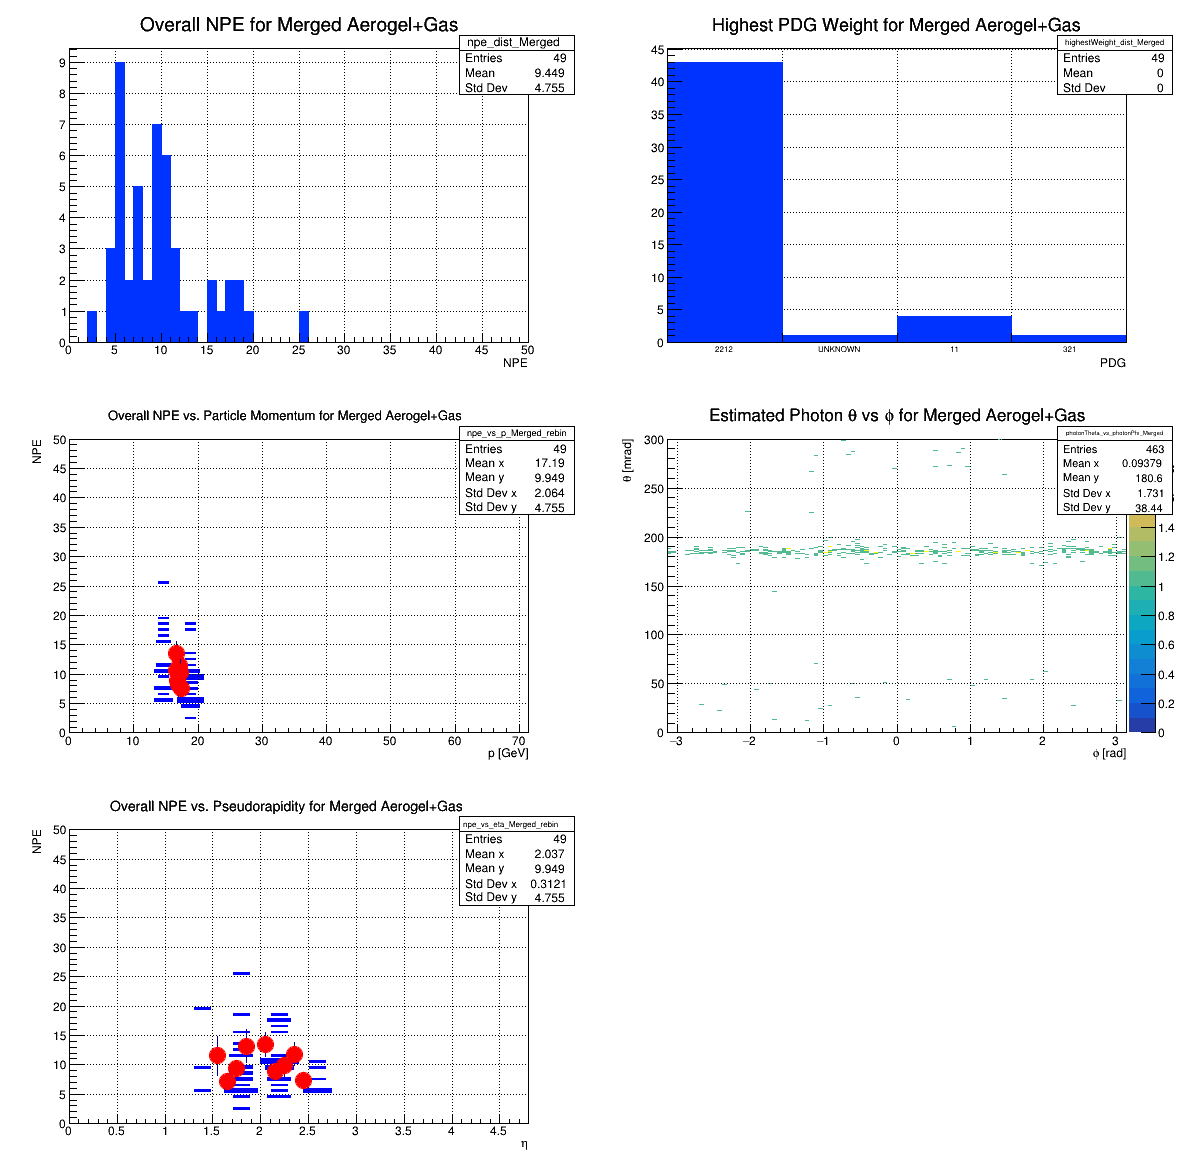 Overall NPE for Merged Aerogel+Gas
npe_dist_Merged
Entries 49
Mean 9.449
Std Dev 4.755
9
8
7
6
5
4
3
2
1
0
0 5 10 15 20 25 30 35 40 45 50
NPE
Highest PDG Weight for Merged Aerogel+Gas
highestWeight_dist_Merged
Entries 49
Mean 0
Std Dev 0
45
40
35
30
25
20
15
10
5
0
2212 UNKNOWN 11 321
PDG
Overall NPE vs. Particle Momentum for Merged Aerogel+Gas
npe_vs_p_Merged_rebin
Entries 49
Mean x 17.19
Mean y 9.949
Std Dev x 2.064
Std Dev y 4.755
NPE
50
45
40
35
30
25
20
15
10
5
0
0 10 20 30 40 50 60 70
p [GeV]
Estimated Photon θ vs ϕ for Merged Aerogel+Gas
photonTheta_vs_photonPhi_Merged
Entries 463
Mean x 0.09379
Mean y 180.6
Std Dev x 1.731
Std Dev y 38.44
θ [mrad]
300
250
200
150
100
50
0
−3 −2 −1 0 1 2 3
ϕ [rad]
1.4
1.2
1
0.8
0.6
0.4
0.2
0
Overall NPE vs. Pseudorapidity for Merged Aerogel+Gas
npe_vs_eta_Merged_rebin
Entries 49
Mean x 2.037
Mean y 9.949
Std Dev x 0.3121
Std Dev y 4.755
NPE
50
45
40
35
30
25
20
15
10
5
0
0 0.5 1 1.5 2 2.5 3 3.5 4 4.5
η